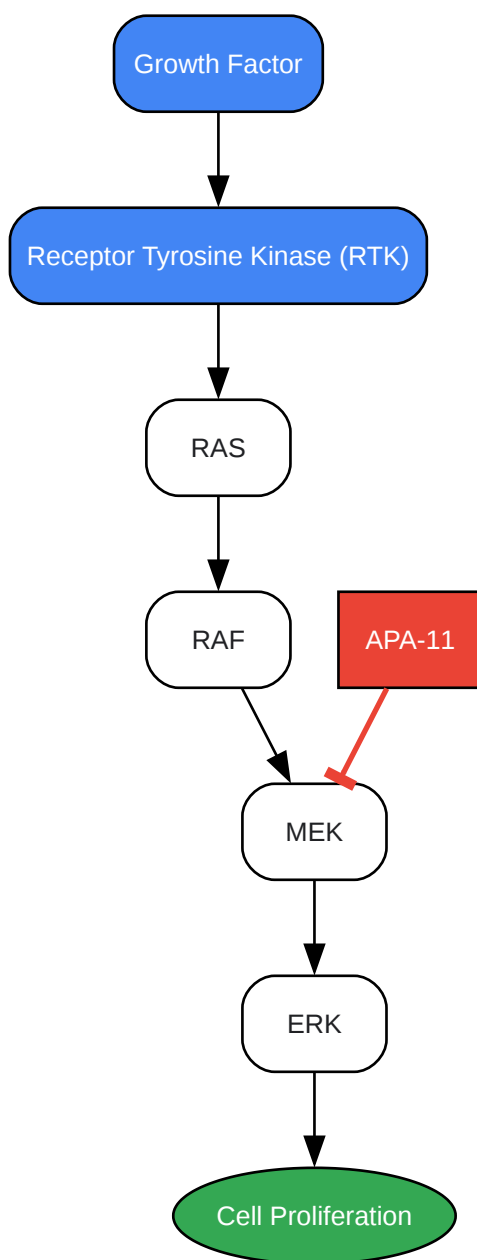 Growth Factor
Receptor Tyrosine Kinase (RTK)
RAS
RAF
APA-11
MEK
ERK
Cell Proliferation